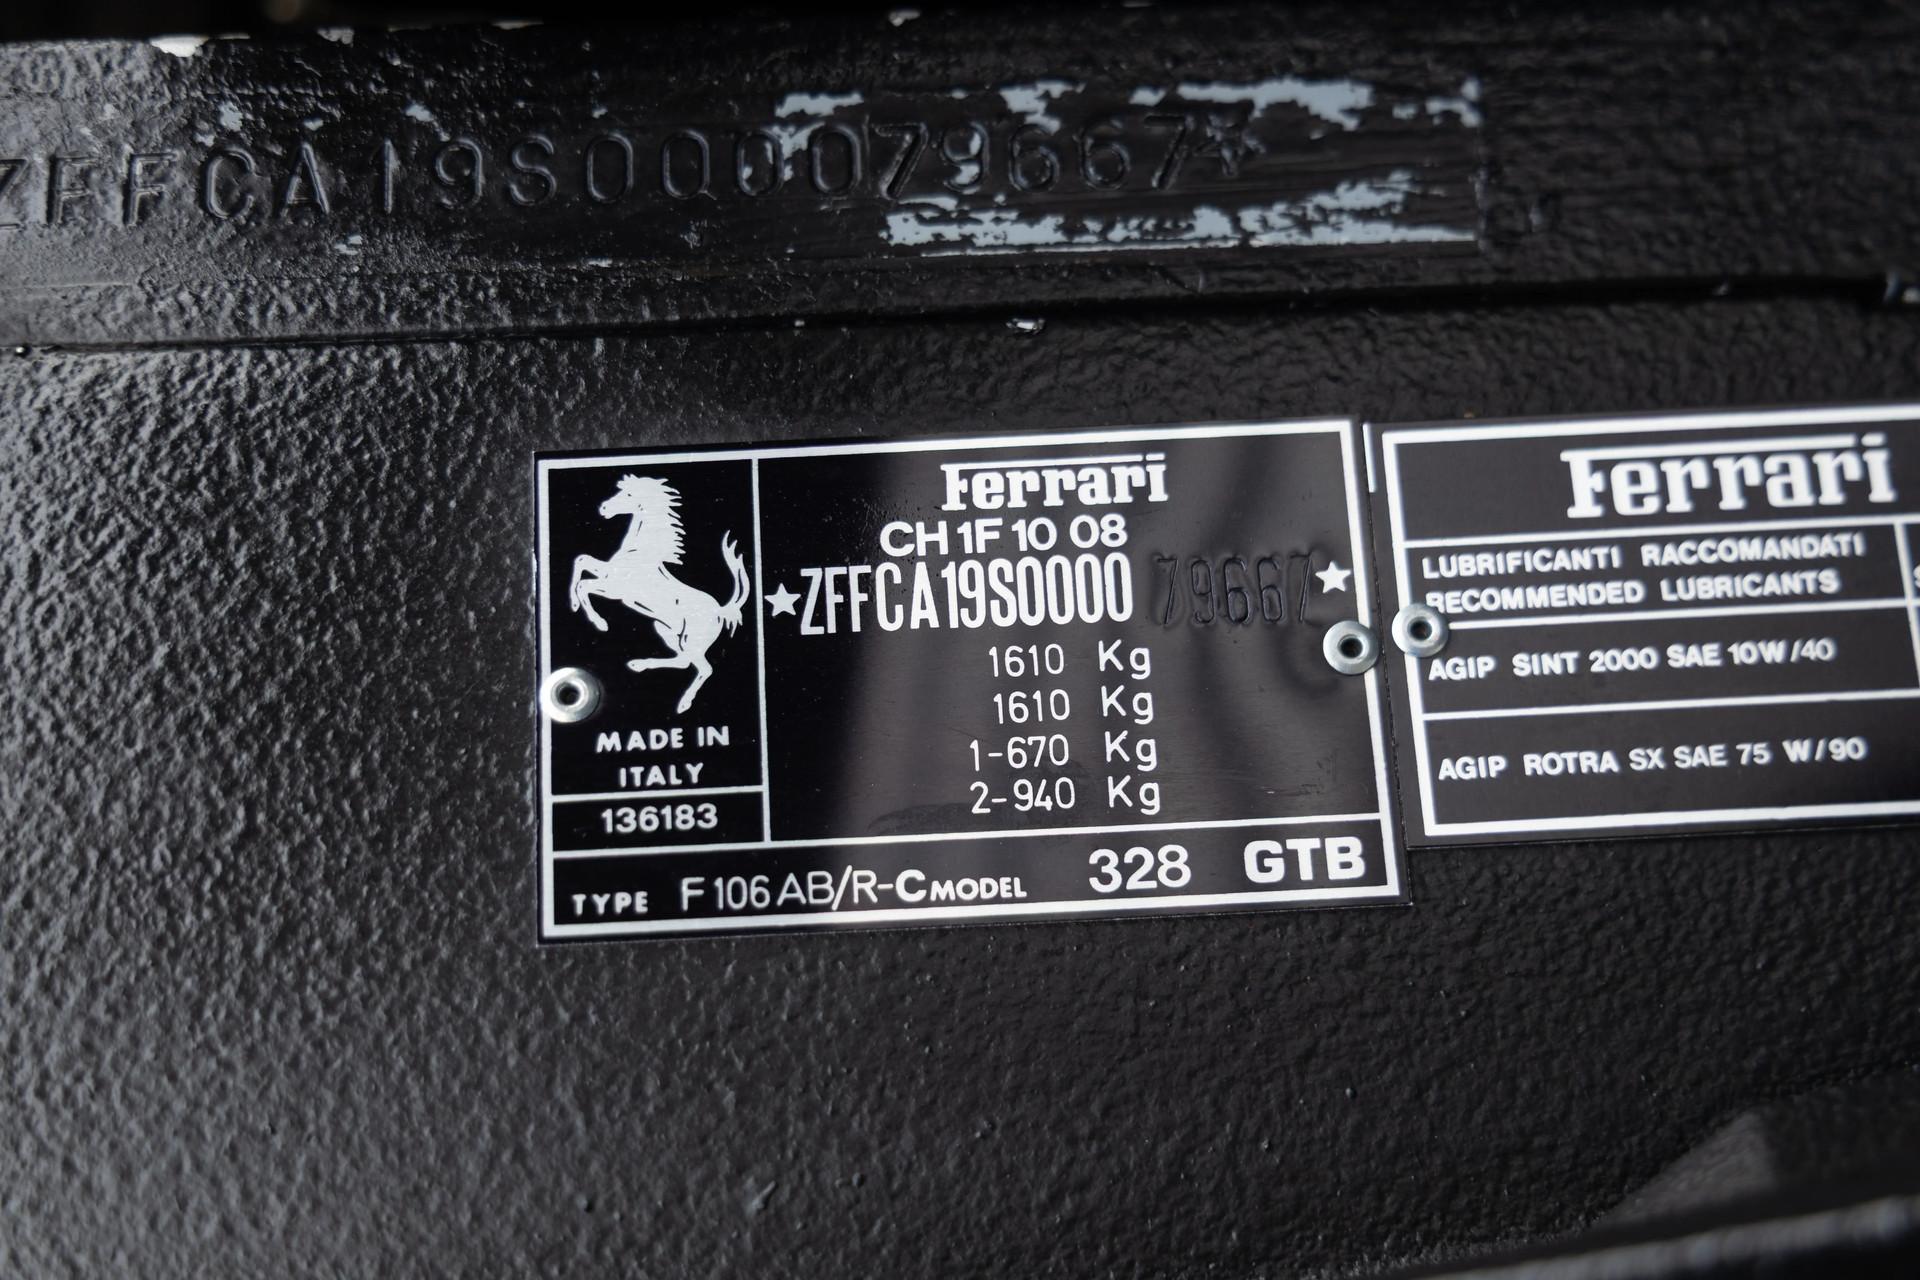 ZFFCA19S000079667★
Ferrari
CH 1F 10 08
★ZFFCA19S0000 79667★
1610 Kg
1610 Kg
1-670 Kg
2-940 Kg
MADE IN
ITALY
136183
TYPE F 106 AB/R-C MODEL 328 GTB
Ferrari
LUBRIFICANTI RACCOMANDATI
RECOMMENDED LUBRICANTS
AGIP SINT 2000 SAE 10W/40
AGIP ROTRA SX SAE 75 W/90